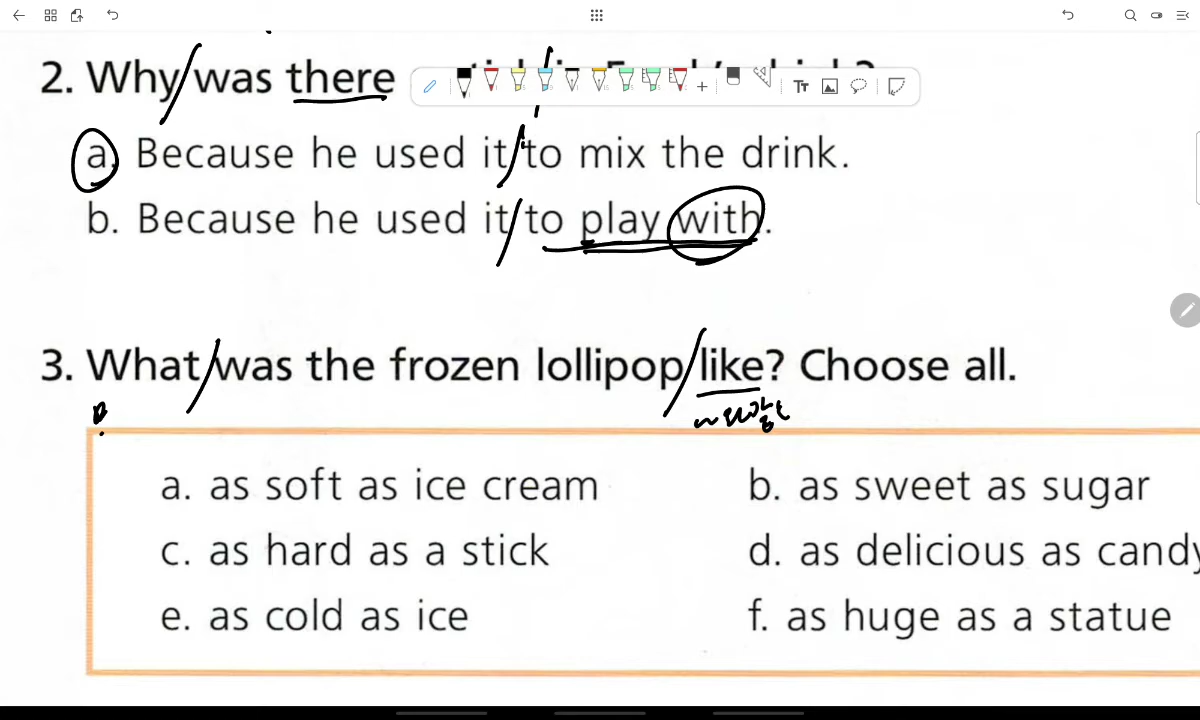 2. Why was there
a. Because he used it to mix the drink.
b. Because he used it to play with.
3. What was the frozen lollipop like? Choose all.
a. as soft as ice cream
b. as sweet as sugar
c. as hard as a stick
d. as delicious as candy
e. as cold as ice
f. as huge as a statue